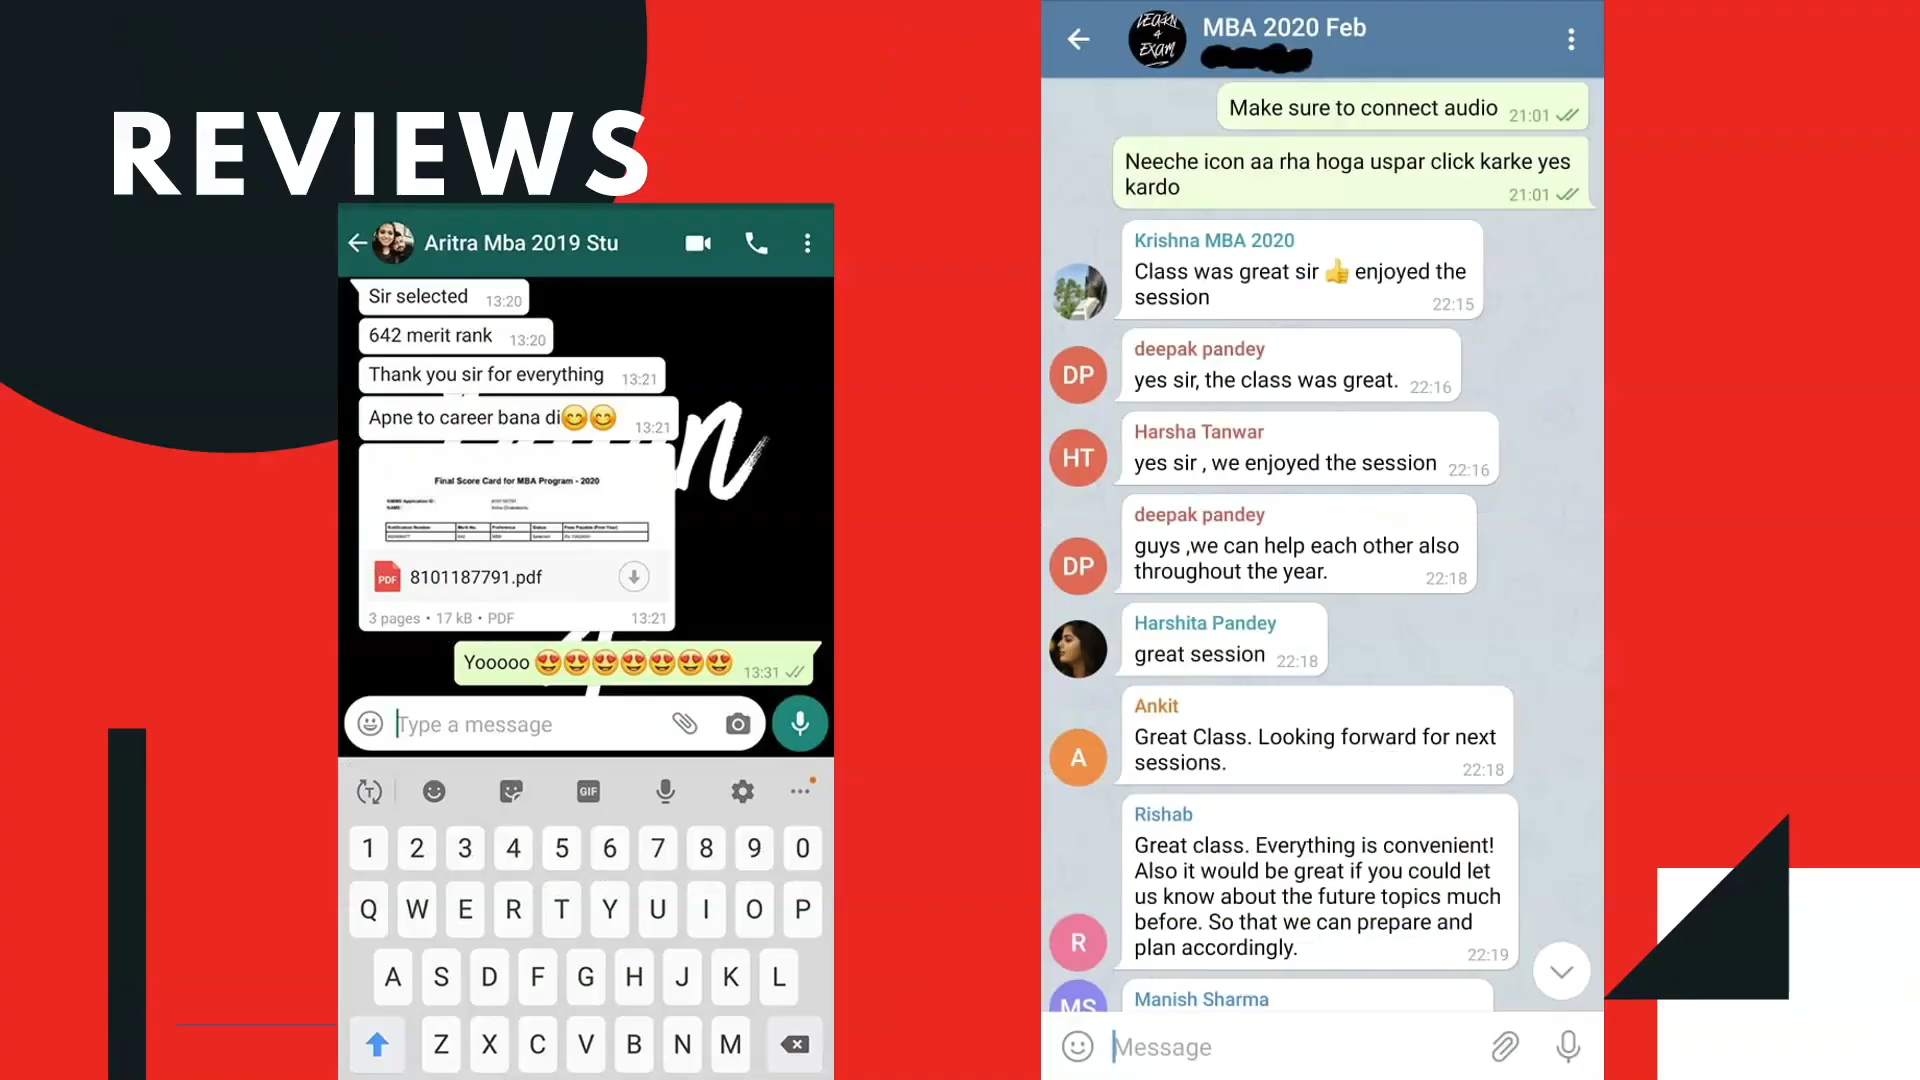 REVIEWS
Aritra Mba 2019 Stu
Sir selected 13:20
642 merit rank 13:20
Thank you sir for everything 13:21
Apne to career bana di😊😊 13:21
Final Score Card for MBA Program - 2020
8101187791.pdf
3 pages • 17 kB • PDF 13:21
Yooooo 😍😍😍😍😍😍😍 13:31
Type a message
GIF
1 2 3 4 5 6 7 8 9 0
Q W E R T Y U I O P
A S D F G H J K L
Z X C V B N M
LEARN
4
EXAM
MBA 2020 Feb
Make sure to connect audio 21:01
Neeche icon aa rha hoga uspar click karke yes
kardo 21:01
Krishna MBA 2020
Class was great sir 👍 enjoyed the
session 22:15
DP
deepak pandey
yes sir, the class was great. 22:16
HT
Harsha Tanwar
yes sir , we enjoyed the session 22:16
DP
deepak pandey
guys ,we can help each other also
throughout the year. 22:18
Harshita Pandey
great session 22:18
A
Ankit
Great Class. Looking forward for next
sessions. 22:18
R
Rishab
Great class. Everything is convenient!
Also it would be great if you could let
us know about the future topics much
before. So that we can prepare and
plan accordingly. 22:19
MS
Manish Sharma
Message